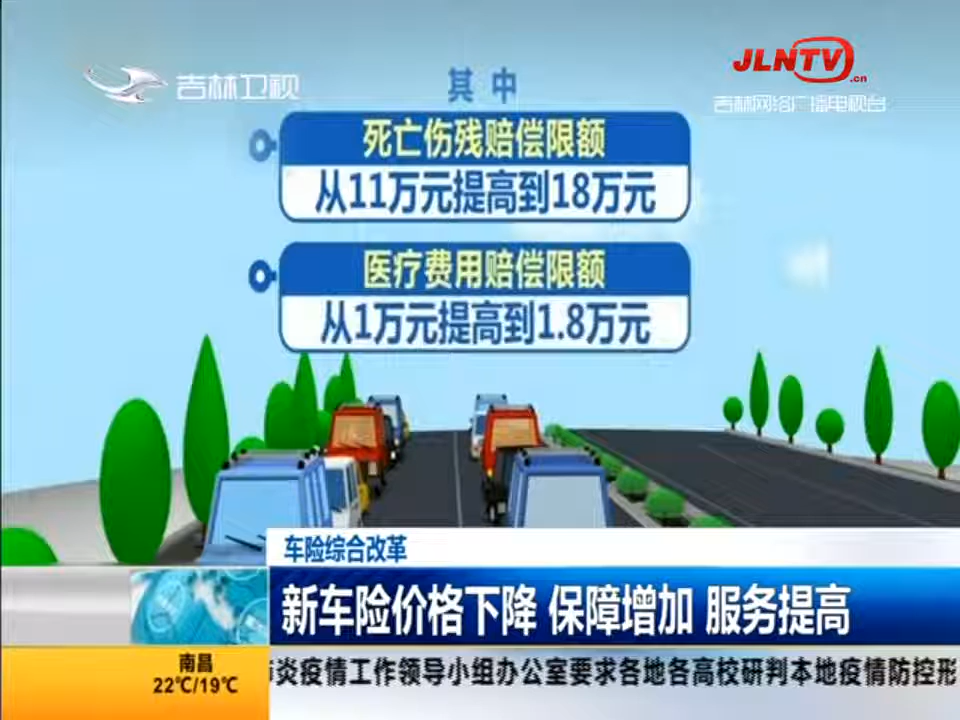 JLNTV.cn
吉林卫视
吉林网络广播电视台
其中
死亡伤残赔偿限额
从11万元提高到18万元
医疗费用赔偿限额
从1万元提高到1.8万元
车险综合改革
新车险价格下降 保障增加 服务提高
南昌
22℃/19℃
炎疫情工作领导小组办公室要求各地各高校研判本地疫情防控形